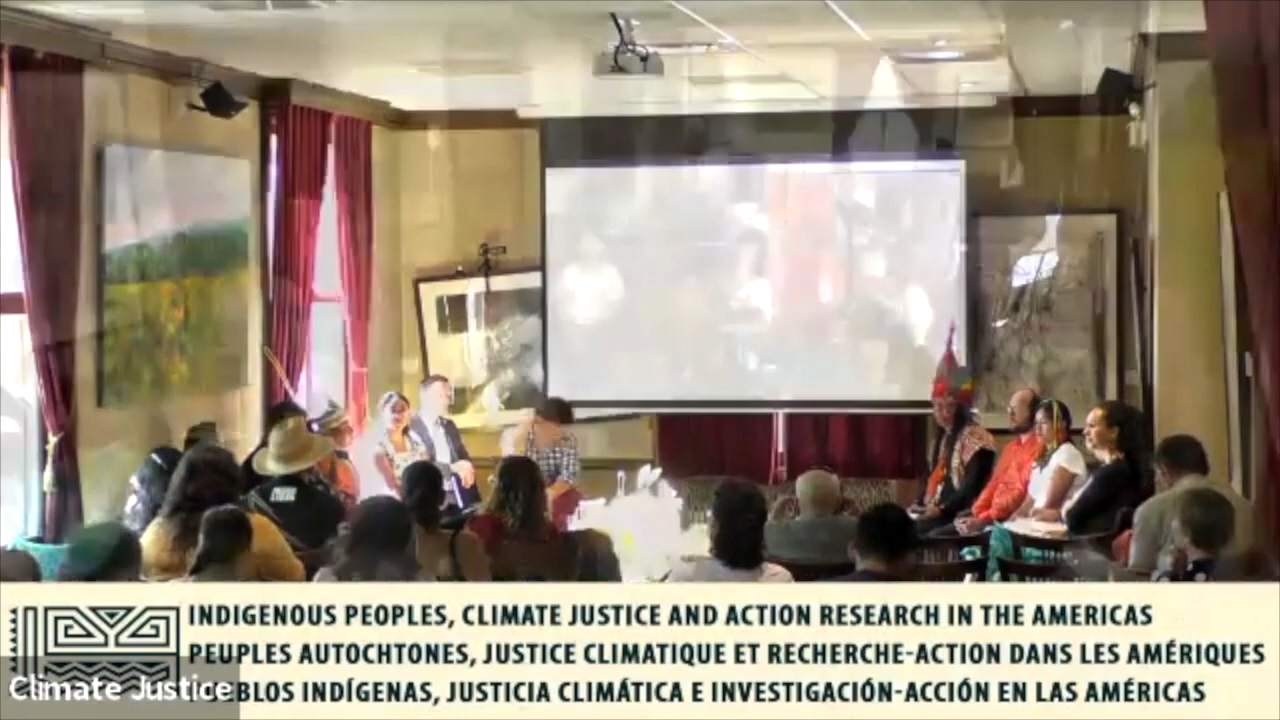 INDIGENOUS PEOPLES, CLIMATE JUSTICE AND ACTION RESEARCH IN THE AMERICAS
PEUPLES AUTOCHTONES, JUSTICE CLIMATIQUE ET RECHERCHE-ACTION DANS LES AMÉRIQUES
PUEBLOS INDÍGENAS, JUSTICIA CLIMÁTICA E INVESTIGACIÓN-ACCIÓN EN LAS AMÉRICAS
Climate Justice